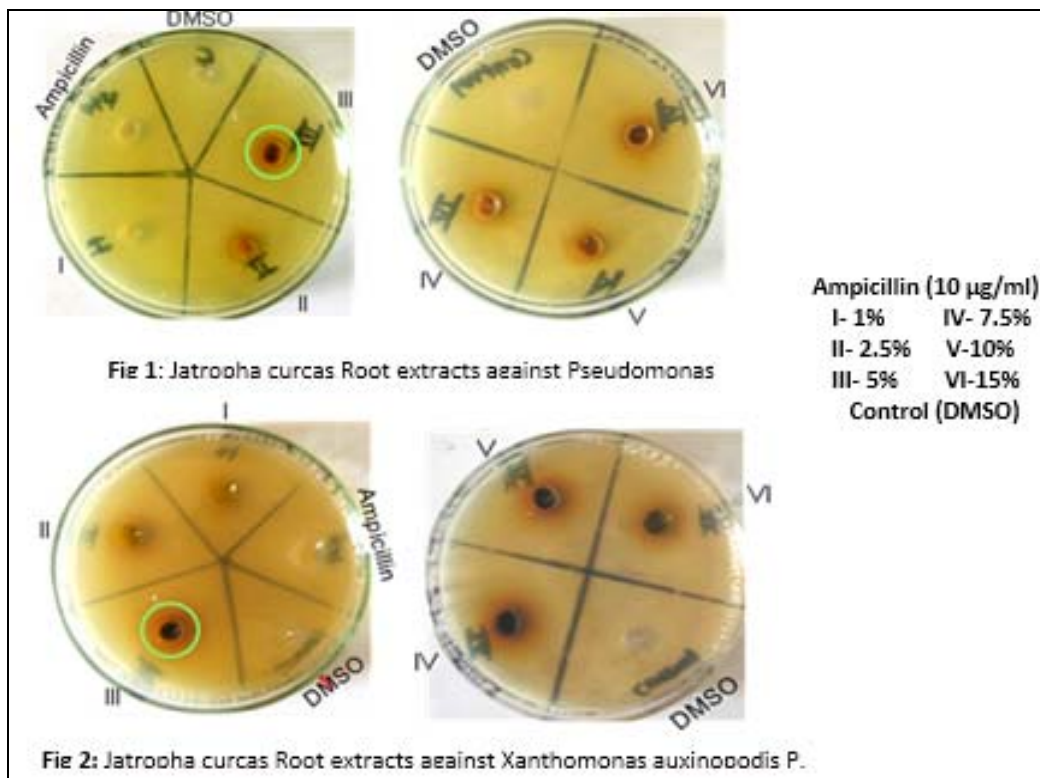 DMSO
Ampicillin
III
I
II
DMSO
Control
VI
IV
V
Ampicillin (10 µg/ml)
I- 1% IV- 7.5%
II- 2.5% V-10%
III- 5% VI-15%
Control (DMSO)
Fig 1: Jatropha curcas Root extracts against Pseudomonas
I
II
Ampicillin
III
DMSO
V
VI
IV
Control
DMSO
Fig 2: Jatropha curcas Root extracts against Xanthomonas auxinopodis P.